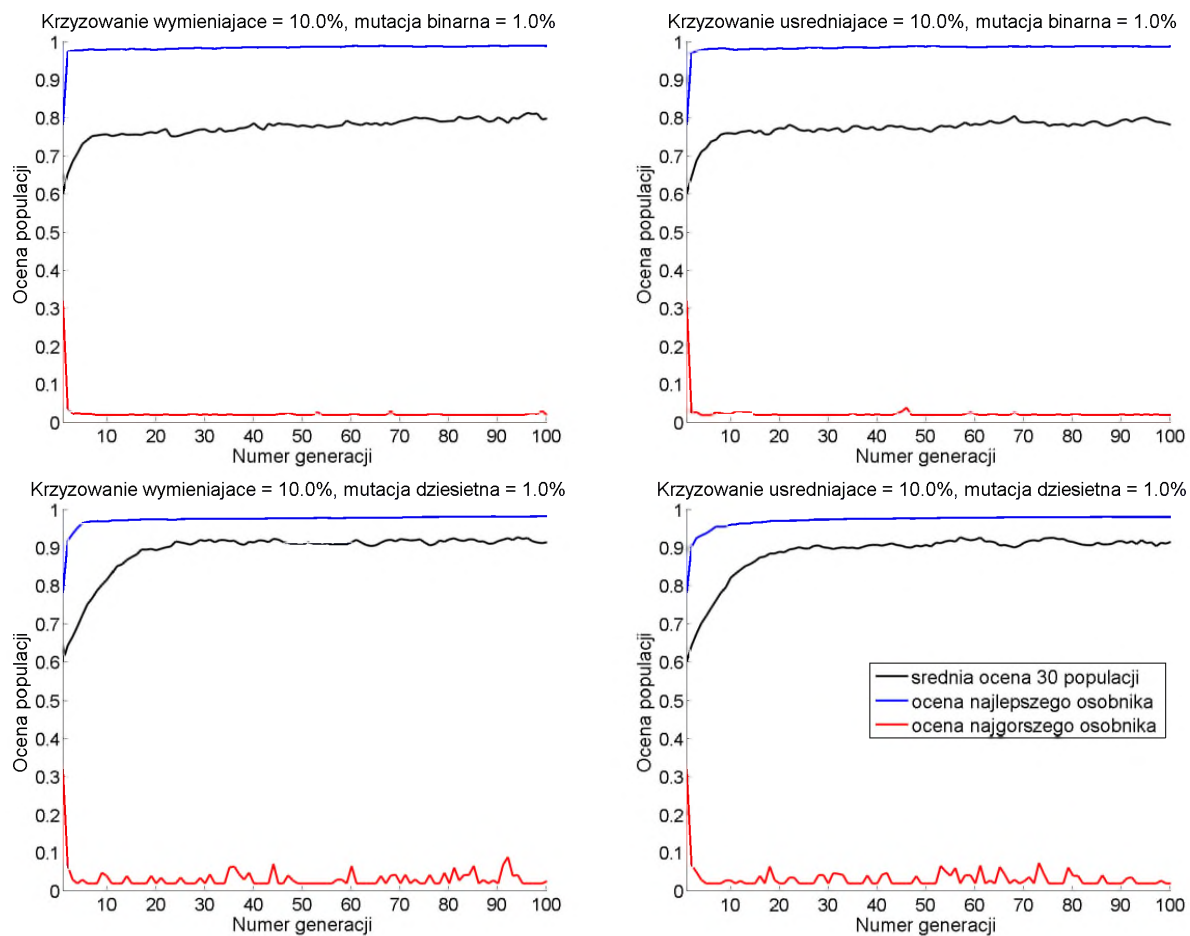 Krzyzowanie wymieniajace = 10.0%, mutacja binarna = 1.0%
1
0.9
0.8
0.7
0.6
0.5
0.4
0.3
0.2
0.1
0
Ocena populacji
10 20 30 40 50 60 70 80 90 100
Numer generacji
Krzyzowanie usredniajace = 10.0%, mutacja binarna = 1.0%
1
0.9
0.8
0.7
0.6
0.5
0.4
0.3
0.2
0.1
0
Ocena populacji
10 20 30 40 50 60 70 80 90 100
Numer generacji
Krzyzowanie wymieniajace = 10.0%, mutacja dziesietna = 1.0%
1
0.9
0.8
0.7
0.6
0.5
0.4
0.3
0.2
0.1
0
Ocena populacji
10 20 30 40 50 60 70 80 90 100
Numer generacji
Krzyzowanie usredniajace = 10.0%, mutacja dziesietna = 1.0%
1
0.9
0.8
0.7
0.6
0.5
0.4
0.3
0.2
0.1
0
Ocena populacji
srednia ocena 30 populacji
ocena najlepszego osobnika
ocena najgorszego osobnika
10 20 30 40 50 60 70 80 90 100
Numer generacji